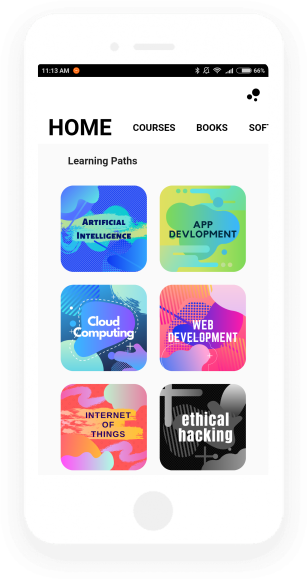 11:13 AM 66%
HOME COURSES BOOKS SOF
Learning Paths
ARTIFICIAL
INTELLIGENCE
APP
DEVLOPMENT
Cloud
Computing
WEB
DEVELOPMENT
INTERNET
OF
THINGS
ethical
hacking